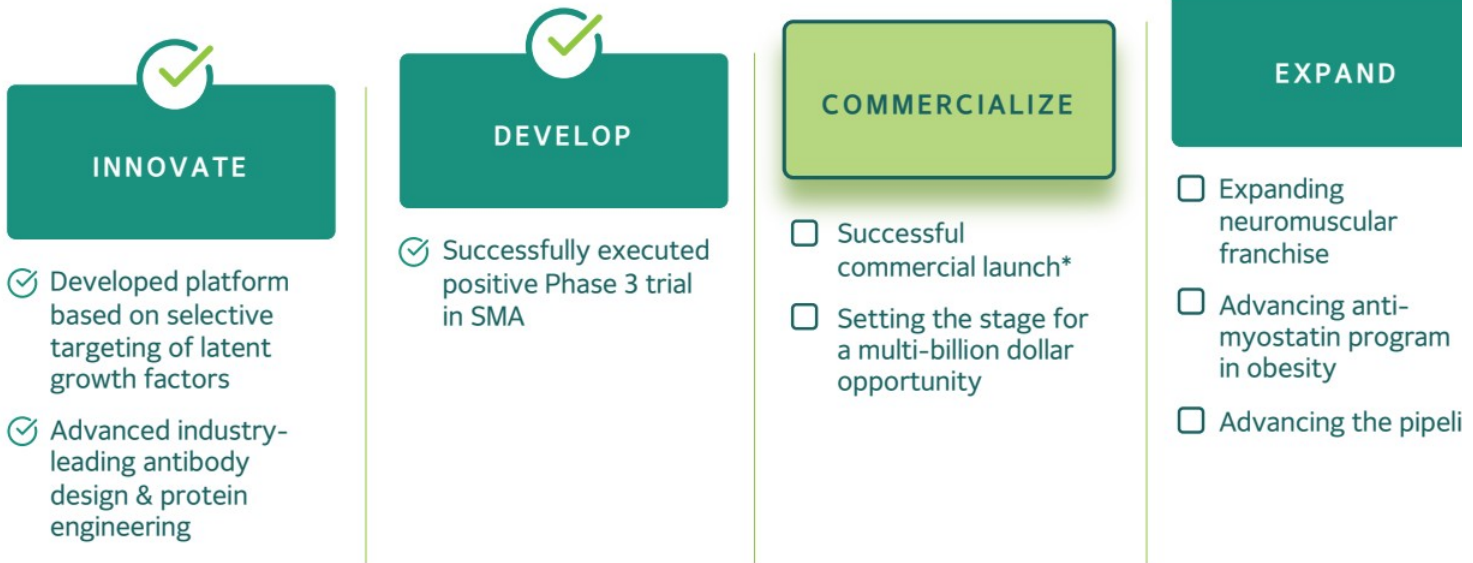 INNOVATE
Developed platform
based on selective
targeting of latent
growth factors
Advanced industry-
leading antibody
design & protein
engineering
DEVELOP
Successfully executed
positive Phase 3 trial
in SMA
COMMERCIALIZE
Successful
commercial launch*
Setting the stage for
a multi-billion dollar
opportunity
EXPAND
Expanding
neuromuscular
franchise
Advancing anti-
myostatin program
in obesity
Advancing the